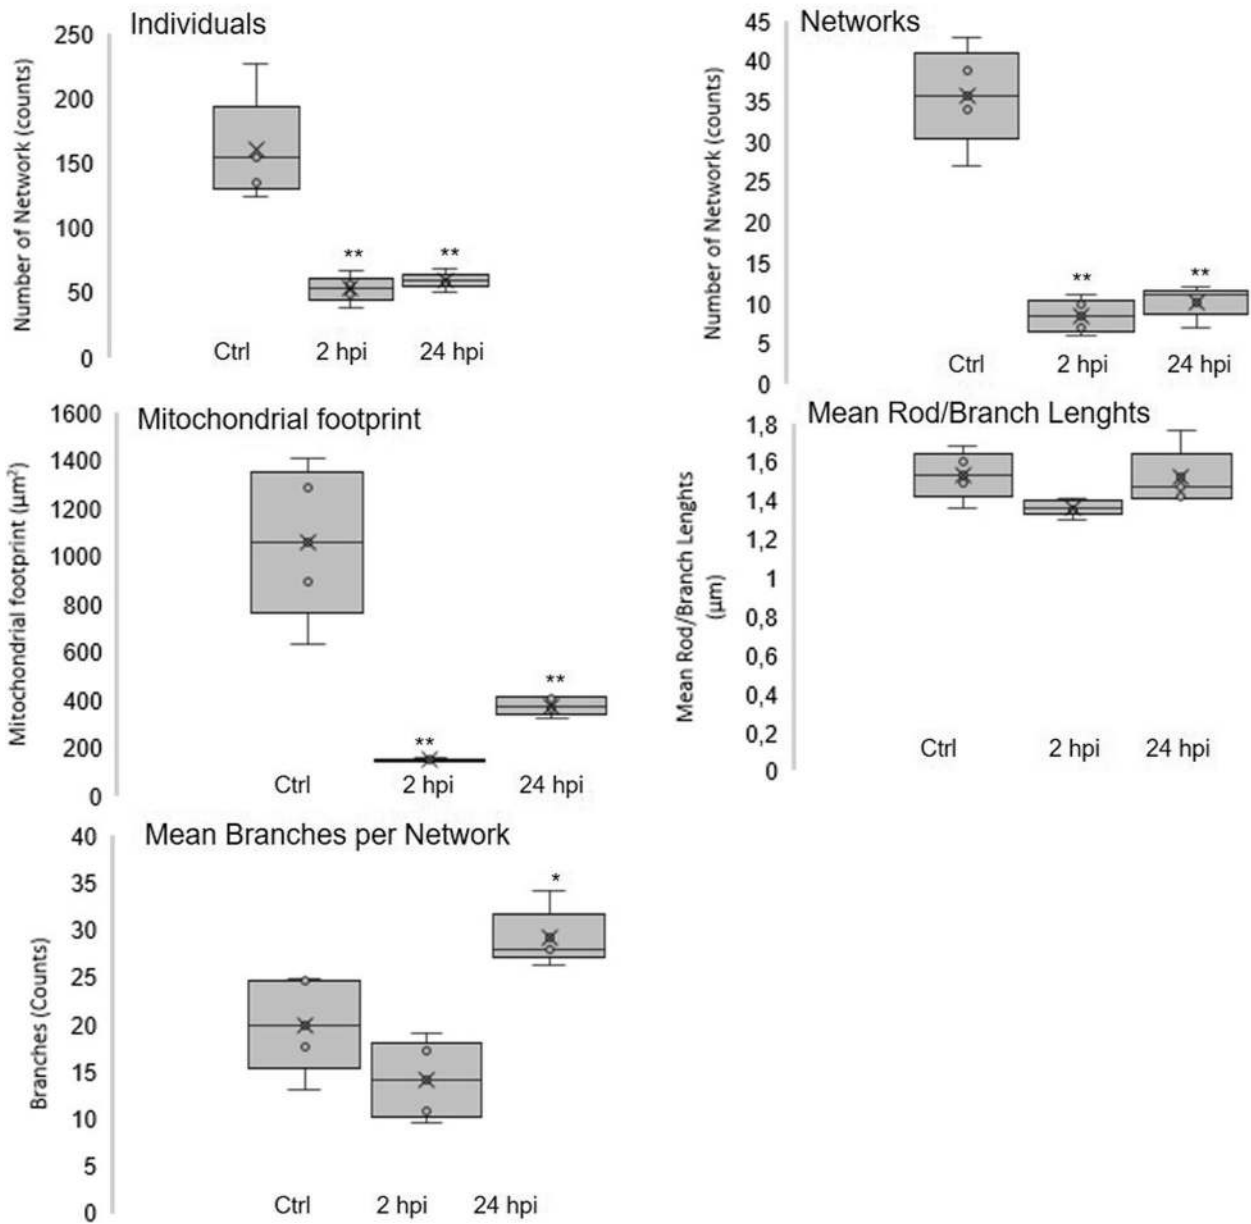 Individuals
Number of Network (counts)
250
200
150
100
50
0
**
**
Ctrl
2 hpi
24 hpi
Networks
Number of Network (counts)
45
40
35
30
25
20
15
10
5
0
**
**
Ctrl
2 hpi
24 hpi
Mitochondrial footprint
Mitochondrial footprint (µm²)
1600
1400
1200
1000
800
600
400
200
0
**
**
Ctrl
2 hpi
24 hpi
Mean Rod/Branch Lenghts
Mean Rod/Branch Lenghts
(µm)
1,8
1,6
1,4
1,2
1
0,8
0,6
0,4
0,2
0
Ctrl
2 hpi
24 hpi
Mean Branches per Network
Branches (Counts)
40
35
30
25
20
15
10
5
0
*
Ctrl
2 hpi
24 hpi